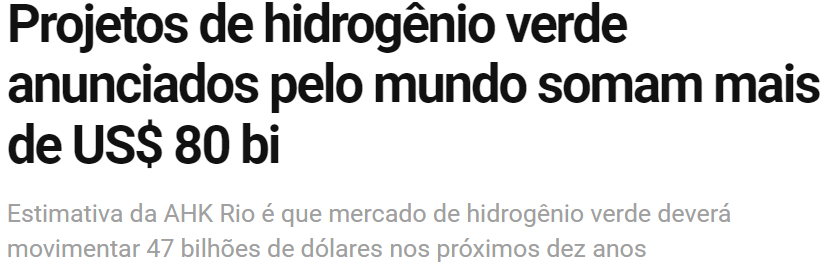 Projetos de hidrogênio verde
anunciados pelo mundo somam mais
de US$ 80 bi
Estimativa da AHK Rio é que mercado de hidrogênio verde deverá
movimentar 47 bilhões de dólares nos próximos dez anos